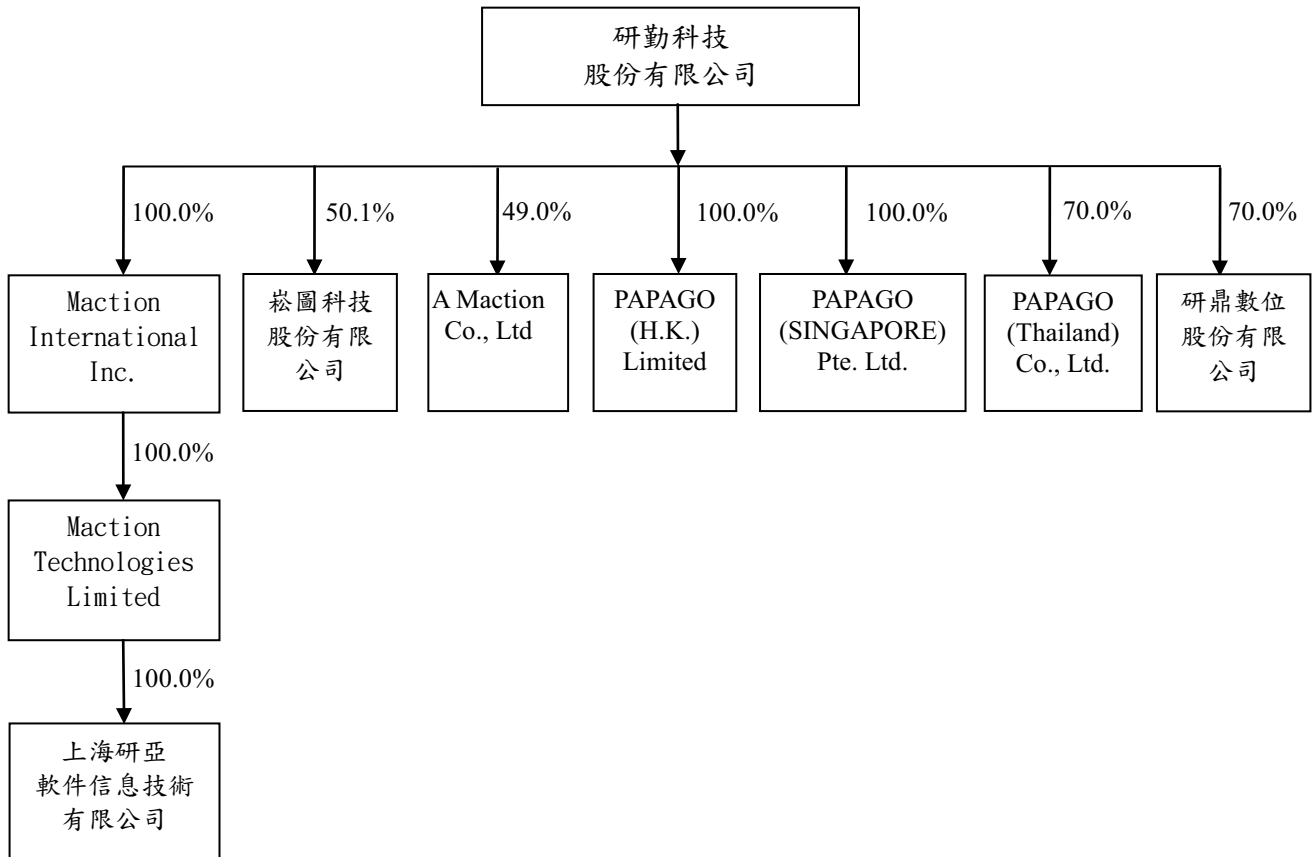 研勤科技
股份有限公司
100.0%
50.1%
49.0%
100.0%
100.0%
70.0%
70.0%
Maction
International
Inc.
崧圖科技
股份有限
公司
A Maction
Co., Ltd
PAPAGO
(H.K.)
Limited
PAPAGO
(SINGAPORE)
Pte. Ltd.
PAPAGO
(Thailand)
Co., Ltd.
研鼎數位
股份有限
公司
100.0%
Maction
Technologies
Limited
100.0%
上海研亞
軟件信息技術
有限公司